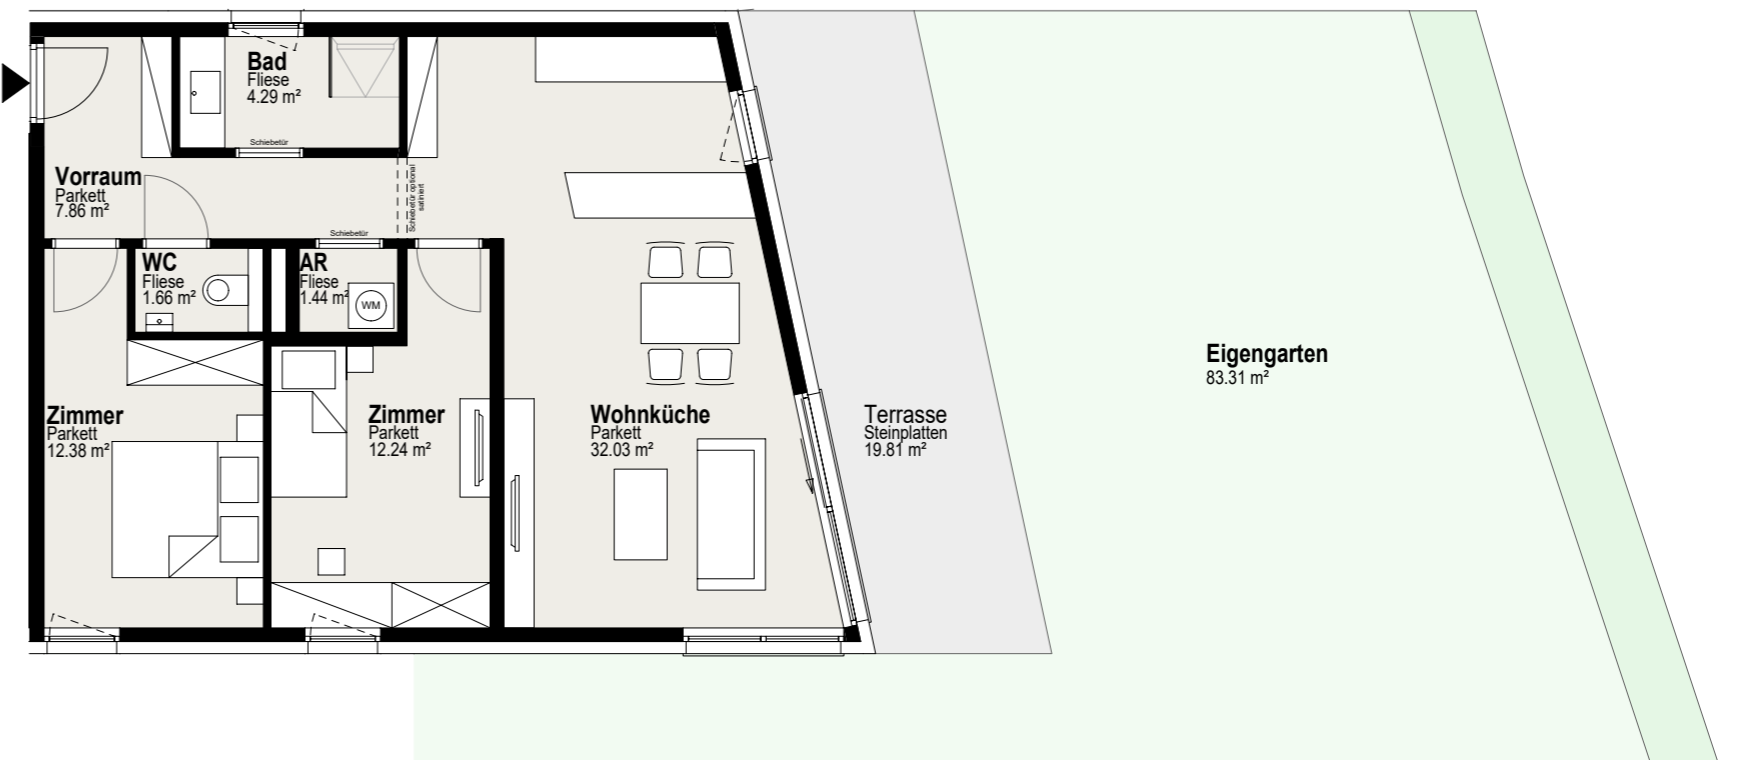 Bad
Fliese
4.29 m²
Schiebetür
Vorraum
Parkett
7.86 m²
Schiebetür optional
satiniert
Schiebetür
WC
Fliese
1.66 m²
AR
Fliese
1.44 m²
WM
Zimmer
Parkett
12.38 m²
Zimmer
Parkett
12.24 m²
Wohnküche
Parkett
32.03 m²
Terrasse
Steinplatten
19.81 m²
Eigengarten
83.31 m²